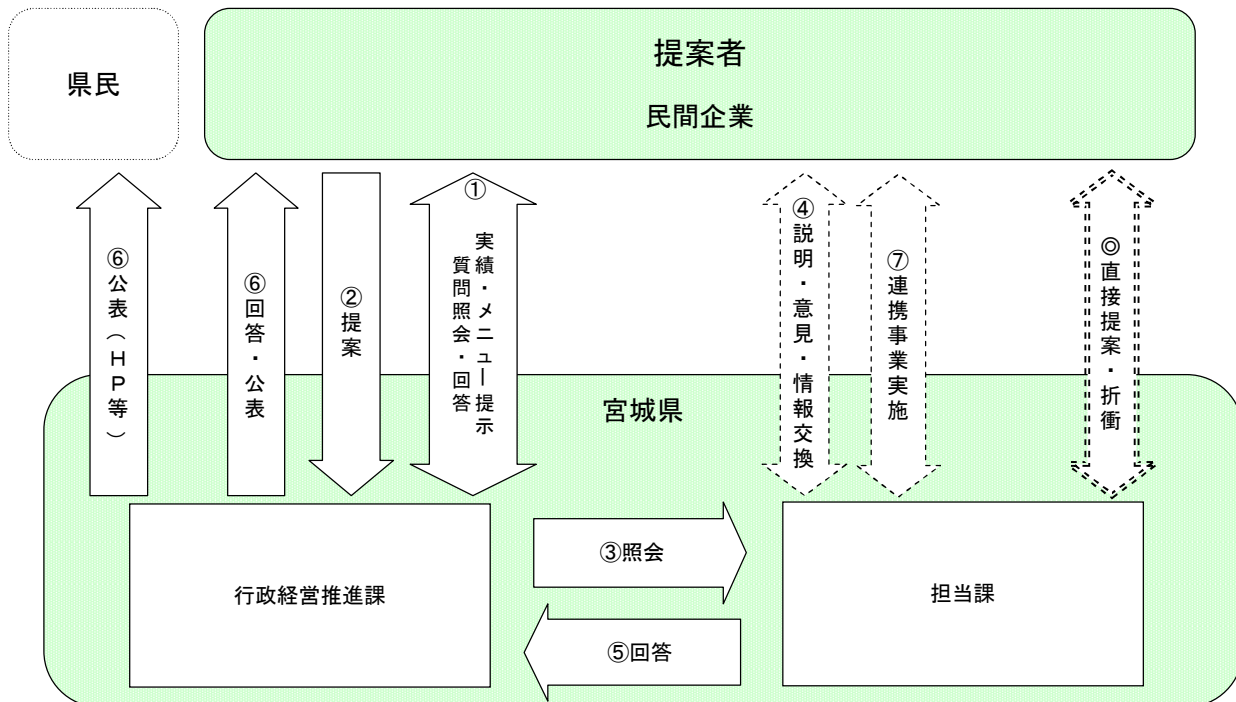 県民
提案者
民間企業
⑥公表(HP等)
⑥回答・公表
②提案
①
実績・メニュー提示
質問照会・回答
④説明・意見・情報交換
⑦連携事業実施
◎直接提案・折衝
宮城県
行政経営推進課
③照会
⑤回答
担当課